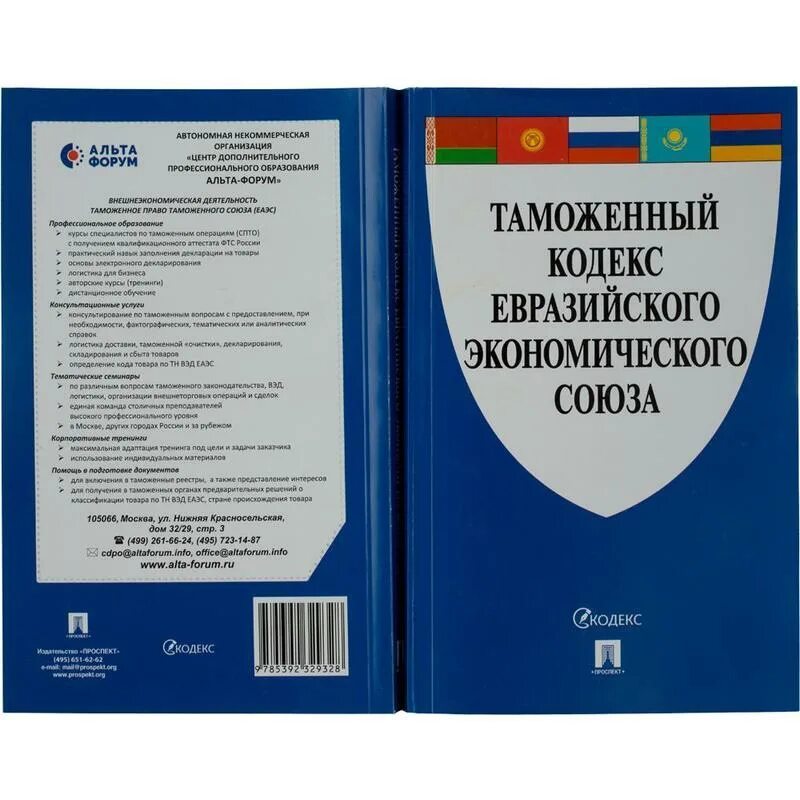 АЛЬТА
ФОРУМ
АВТОНОМНАЯ НЕКОММЕРЧЕСКАЯ
ОРГАНИЗАЦИЯ
«ЦЕНТР ДОПОЛНИТЕЛЬНОГО
ПРОФЕССИОНАЛЬНОГО ОБРАЗОВАНИЯ
АЛЬТА-ФОРУМ»
ВНЕШНЕЭКОНОМИЧЕСКАЯ ДЕЯТЕЛЬНОСТЬ
ТАМОЖЕННОЕ ПРАВО ТАМОЖЕННОГО СОЮЗА (ЕАЭС)
Профессиональное образование
➤ курсы специалистов по таможенным операциям (СПТО)
с получением квалификационного аттестата ФТС России
➤ практический навык заполнения декларации на товары
➤ основы электронного декларирования
➤ логистика для бизнеса
➤ авторские курсы (тренинги)
➤ дистанционное обучение
Консультационные услуги
➤ консультирование по таможенным вопросам с предоставлением, при
необходимости, фактографических, тематических или аналитических
справок
➤ логистика доставки, таможенной «очистки», декларирования,
складирования и сбыта товаров
➤ определение кода товара по ТН ВЭД ЕАЭС
Тематические семинары
➤ по различным вопросам таможенного законодательства, ВЭД,
логистики, организации внешнеторговых операций и сделок
➤ единая команда столичных преподавателей
высокого профессионального уровня
➤ в Москве, других городах России и за рубежом
Корпоративные тренинги
➤ максимальная адаптация тренинга под цели и задачи заказчика
➤ использование индивидуальных материалов
Помощь в подготовке документов
➤ для включения в таможенные реестры, а также представление интересов
➤ для получения в таможенных органах предварительных решений о
классификации товара по ТН ВЭД ЕАЭС, стране происхождения товара
105066, Москва, ул. Нижняя Красносельская,
дом 32/29, стр. 3
☎ (499) 261-66-24, (495) 723-14-87
✉ cdpo@altaforum.info, office@altaforum.info
www.alta-forum.ru
·ПРОСПЕКТ·
Издательство «ПРОСПЕКТ»
(495) 651-62-62
e-mail: mail@prospekt.org
www.prospekt.org
КОДЕКС
9 785392 329328
ТАМОЖЕННЫЙ
КОДЕКС
ЕВРАЗИЙСКОГО
ЭКОНОМИЧЕСКОГО
СОЮЗА
КОДЕКС
·ПРОСПЕКТ·